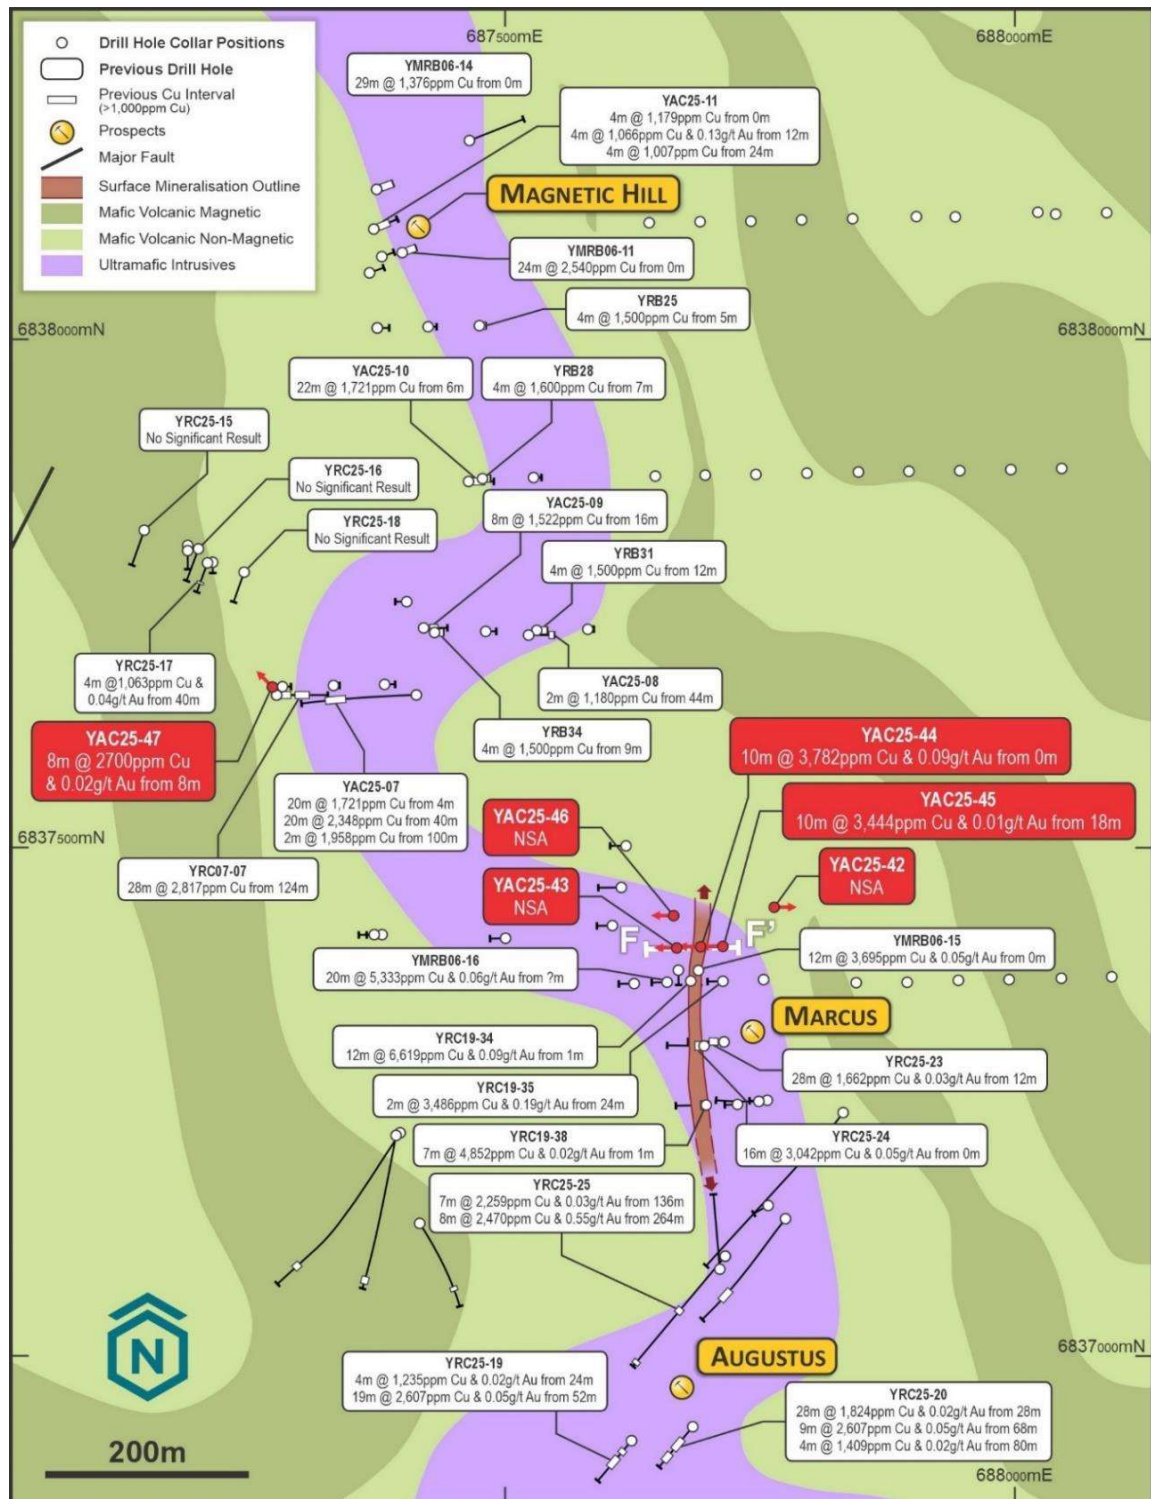 687500mE
688000mE
Drill Hole Collar Positions
Previous Drill Hole
Previous Cu Interval
(>1,000ppm Cu)
Prospects
Major Fault
Surface Mineralisation Outline
Mafic Volcanic Magnetic
Mafic Volcanic Non-Magnetic
Ultramafic Intrusives
YMRB06-14
29m @ 1,376ppm Cu from 0m
YAC25-11
4m @ 1,179ppm Cu from 0m
4m @ 1,066ppm Cu & 0.13g/t Au from 12m
4m @ 1,007ppm Cu from 24m
MAGNETIC HILL
YMRB06-11
24m @ 2,540ppm Cu from 0m
YRB25
4m @ 1,500ppm Cu from 5m
6838000mN
6838000mN
YAC25-10
22m @ 1,721ppm Cu from 6m
YRB28
4m @ 1,600ppm Cu from 7m
YRC25-15
No Significant Result
YRC25-16
No Significant Result
YRC25-18
No Significant Result
YAC25-09
8m @ 1,522ppm Cu from 16m
YRB31
4m @ 1,500ppm Cu from 12m
YRC25-17
4m @1,063ppm Cu &
0.04g/t Au from 40m
YAC25-08
2m @ 1,180ppm Cu from 44m
YRB34
4m @ 1,500ppm Cu from 9m
YAC25-47
8m @ 2700ppm Cu
& 0.02g/t Au from 8m
YAC25-44
10m @ 3,782ppm Cu & 0.09g/t Au from 0m
YAC25-07
20m @ 1,721ppm Cu from 4m
20m @ 2,348ppm Cu from 40m
2m @ 1,958ppm Cu from 100m
YAC25-45
10m @ 3,444ppm Cu & 0.01g/t Au from 18m
YAC25-46
NSA
6837500mN
6837500mN
YRC07-07
28m @ 2,817ppm Cu from 124m
YAC25-43
NSA
YAC25-42
NSA
F
F'
YMRB06-15
12m @ 3,695ppm Cu & 0.05g/t Au from 0m
YMRB06-16
20m @ 5,333ppm Cu & 0.06g/t Au from ?m
MARCUS
YRC19-34
12m @ 6,619ppm Cu & 0.09g/t Au from 1m
YRC25-23
28m @ 1,662ppm Cu & 0.03g/t Au from 12m
YRC19-35
2m @ 3,486ppm Cu & 0.19g/t Au from 24m
YRC19-38
7m @ 4,852ppm Cu & 0.02g/t Au from 1m
YRC25-24
16m @ 3,042ppm Cu & 0.05g/t Au from 0m
YRC25-25
7m @ 2,259ppm Cu & 0.03g/t Au from 136m
8m @ 2,470ppm Cu & 0.55g/t Au from 264m
N
6837000mN
AUGUSTUS
YRC25-19
4m @ 1,235ppm Cu & 0.02g/t Au from 24m
19m @ 2,607ppm Cu & 0.05g/t Au from 52m
YRC25-20
28m @ 1,824ppm Cu & 0.02g/t Au from 28m
9m @ 2,607ppm Cu & 0.05g/t Au from 68m
4m @ 1,409ppm Cu & 0.02g/t Au from 80m
200m
688000mE